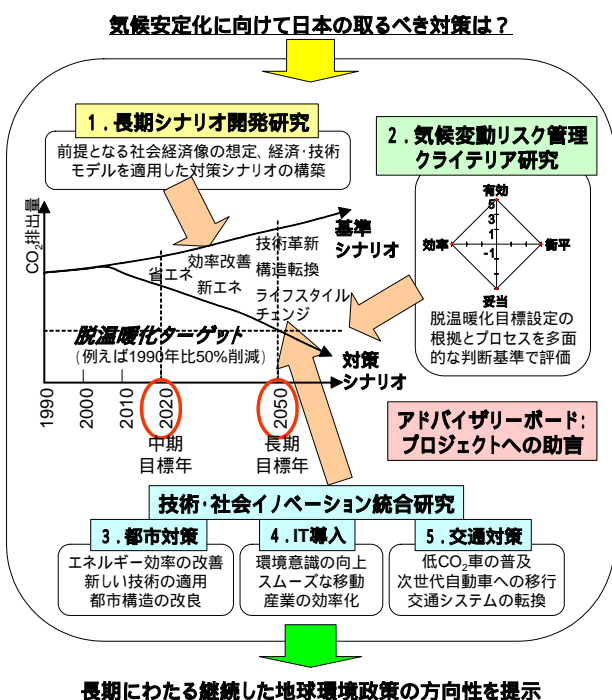 気候安定化に向けて日本の取るべき対策は？
１．長期シナリオ開発研究
前提となる社会経済像の想定、経済･技術
モデルを適用した対策シナリオの構築
２．気候変動リスク管理
クライテリア研究
有効
5
3
1
-1
効率
衡平
妥当
脱温暖化目標設定の
根拠とプロセスを多面
的な判断基準で評価
CO₂排出量
基準
シナリオ
技術革新
効率改善
構造転換
省エネ
新エネ
ライフスタイル
チェンジ
脱温暖化ターゲット
(例えば1990年比50%削減)
対策
シナリオ
1990
2000
2010
2020
2050
中期
目標年
長期
目標年
アドバイザリーボード：
プロジェクトへの助言
技術･社会イノベーション統合研究
３．都市対策
エネルギー効率の改善
新しい技術の適用
都市構造の改良
４．IT導入
環境意識の向上
スムーズな移動
産業の効率化
５．交通対策
低CO₂車の普及
次世代自動車への移行
交通システムの転換
長期にわたる継続した地球環境政策の方向性を提示